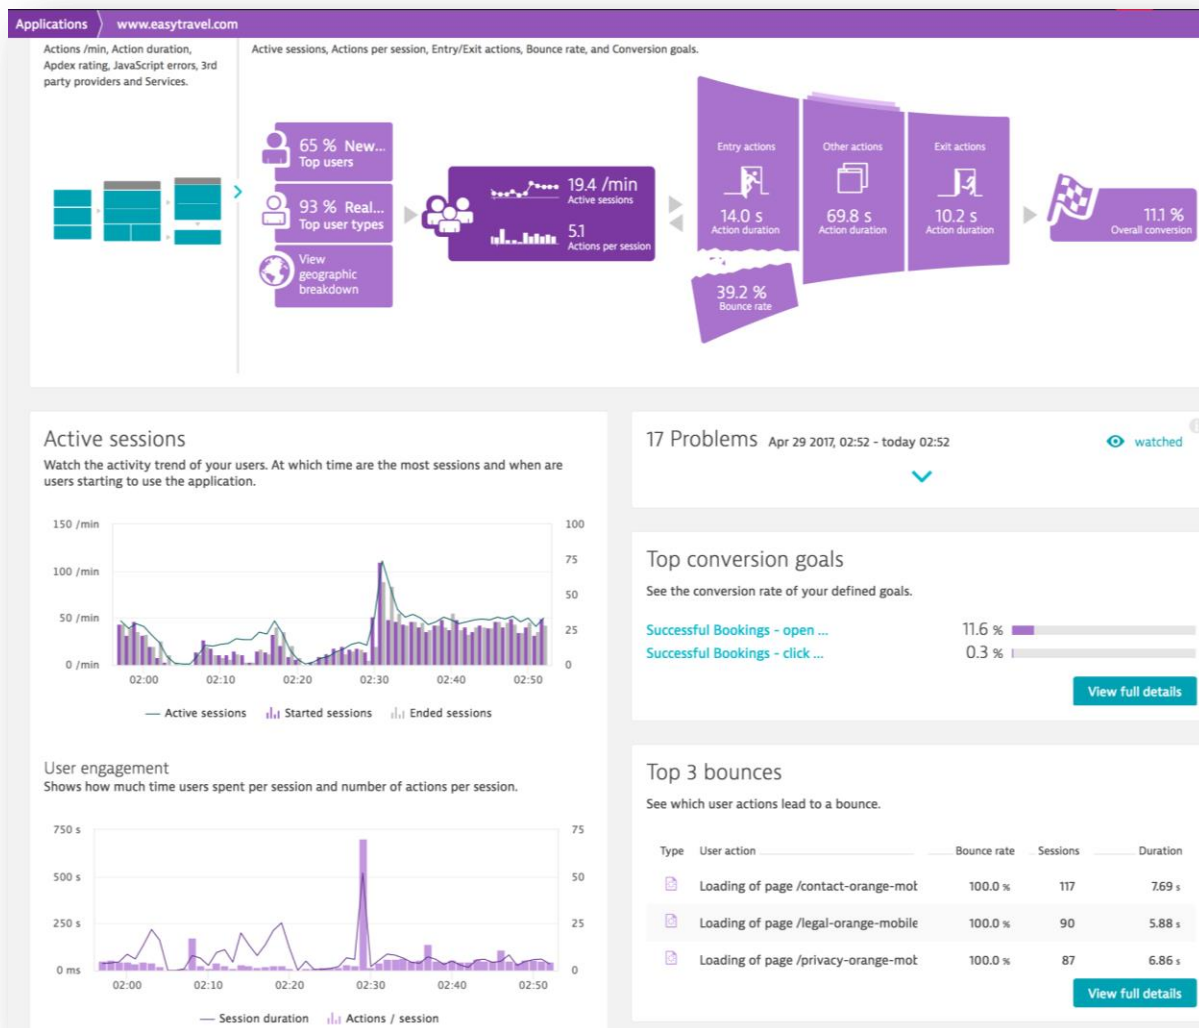 Applications www.easytravel.com
Actions /min, Action duration,
Apdex rating, JavaScript errors, 3rd
party providers and Services.
Active sessions, Actions per session, Entry/Exit actions, Bounce rate, and Conversion goals.
65 % New...
Top users
93 % Real...
Top user types
View
geographic
breakdown
19.4 /min
Active sessions
5.1
Actions per session
Entry actions
14.0 s
Action duration
39.2 %
Bounce rate
Other actions
69.8 s
Action duration
Exit actions
10.2 s
Action duration
11.1 %
Overall conversion
Active sessions
Watch the activity trend of your users. At which time are the most sessions and when are
users starting to use the application.
150 /min 100
100 /min 75
50
50 /min 25
0 /min 0
02:00 02:10 02:20 02:30 02:40 02:50
Active sessions Started sessions Ended sessions
User engagement
Shows how much time users spent per session and number of actions per session.
750 s 75
500 s 50
250 s 25
0 ms 0
02:00 02:10 02:20 02:30 02:40 02:50
Session duration Actions / session
17 Problems Apr 29 2017, 02:52 - today 02:52 watched
Top conversion goals
See the conversion rate of your defined goals.
Successful Bookings - open ... 11.6 %
Successful Bookings - click ... 0.3 %
View full details
Top 3 bounces
See which user actions lead to a bounce.
Type User action Bounce rate Sessions Duration
Loading of page /contact-orange-mot 100.0 % 117 7.69 s
Loading of page /legal-orange-mobile 100.0 % 90 5.88 s
Loading of page /privacy-orange-mot 100.0 % 87 6.86 s
View full details